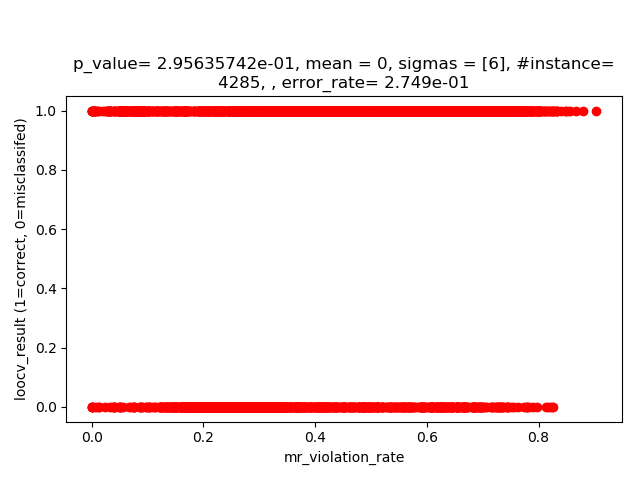 p_value= 2.95635742e-01, mean = 0, sigmas = [6], #instance=
4285, , error_rate= 2.749e-01
1.0
0.8
0.6
0.4
0.2
0.0
loocv_result (1=correct, 0=misclassifed)
0.0 0.2 0.4 0.6 0.8
mr_violation_rate